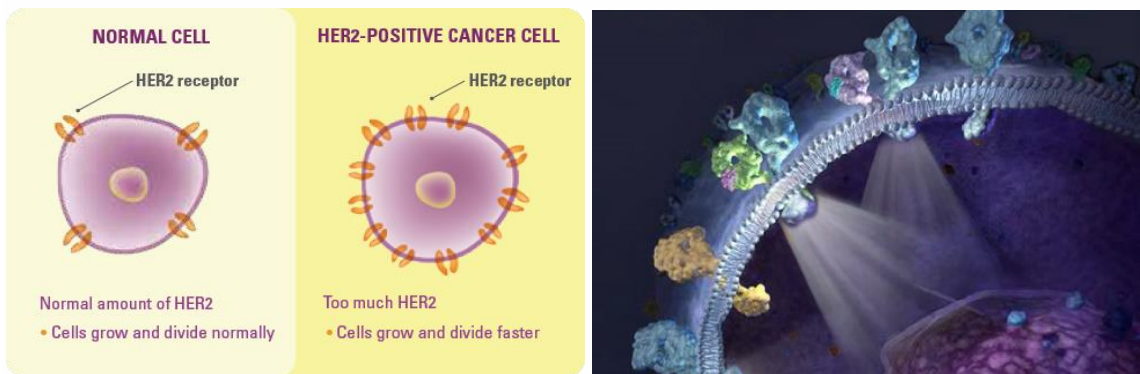 NORMAL CELL
HER2 receptor
Normal amount of HER2
• Cells grow and divide normally
HER2-POSITIVE CANCER CELL
HER2 receptor
Too much HER2
• Cells grow and divide faster